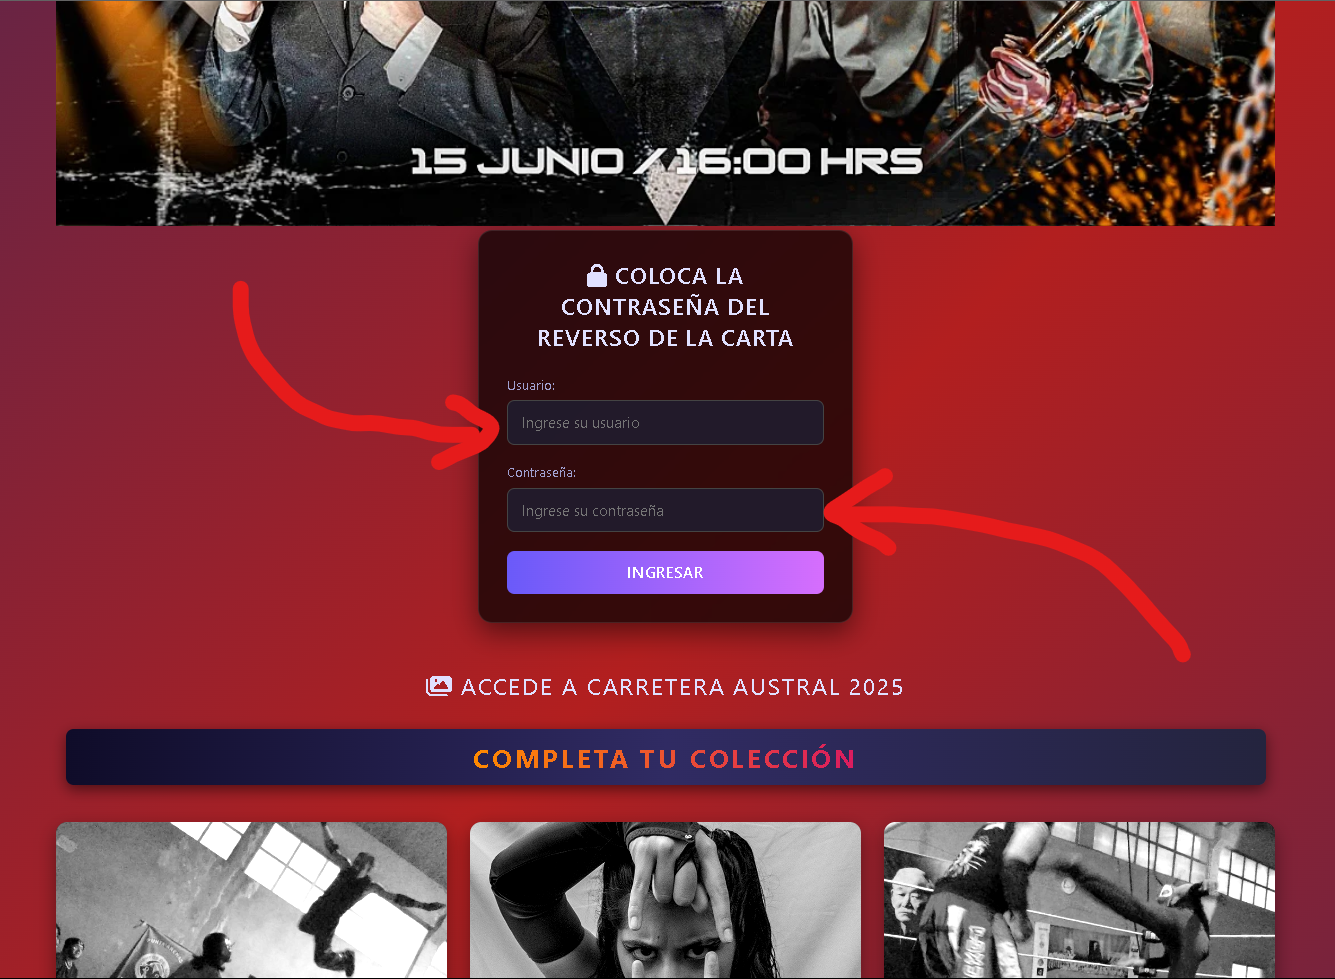 15 JUNIO / 16:00 HRS
COLOCA LA
CONTRASEÑA DEL
REVERSO DE LA CARTA
Usuario:
Ingrese su usuario
Contraseña:
Ingrese su contraseña
INGRESAR
ACCEDE A CARRETERA AUSTRAL 2025
COMPLETA TU COLECCIÓN